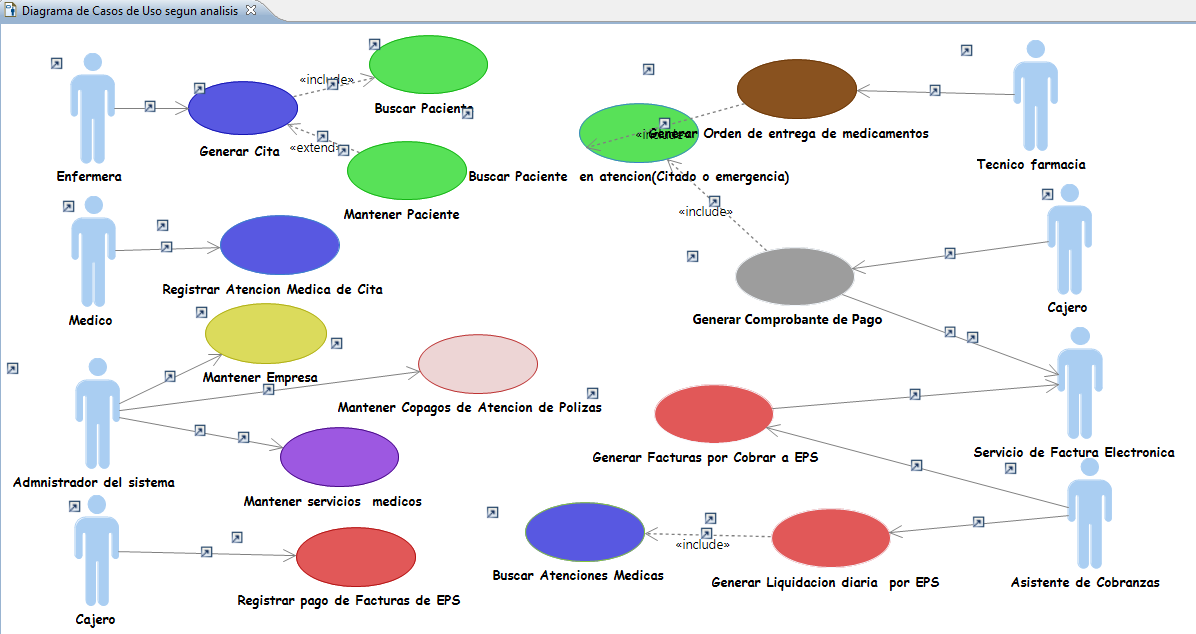 Diagrama de Casos de Uso segun analisis
«include»
Buscar Paciente
Generar Cita
«extend»
Enfermera
Mantener Paciente
Generar Orden de entrega de medicamentos
«include»
Tecnico farmacia
Buscar Paciente en atencion(Citado o emergencia)
«include»
Registrar Atencion Medica de Cita
Medico
Cajero
Generar Comprobante de Pago
Mantener Empresa
Mantener Copagos de Atencion de Polizas
Servicio de Factura Electronica
Generar Facturas por Cobrar a EPS
Admnistrador del sistema
Mantener servicios medicos
«include»
Buscar Atenciones Medicas
Generar Liquidacion diaria por EPS
Asistente de Cobranzas
Registrar pago de Facturas de EPS
Cajero